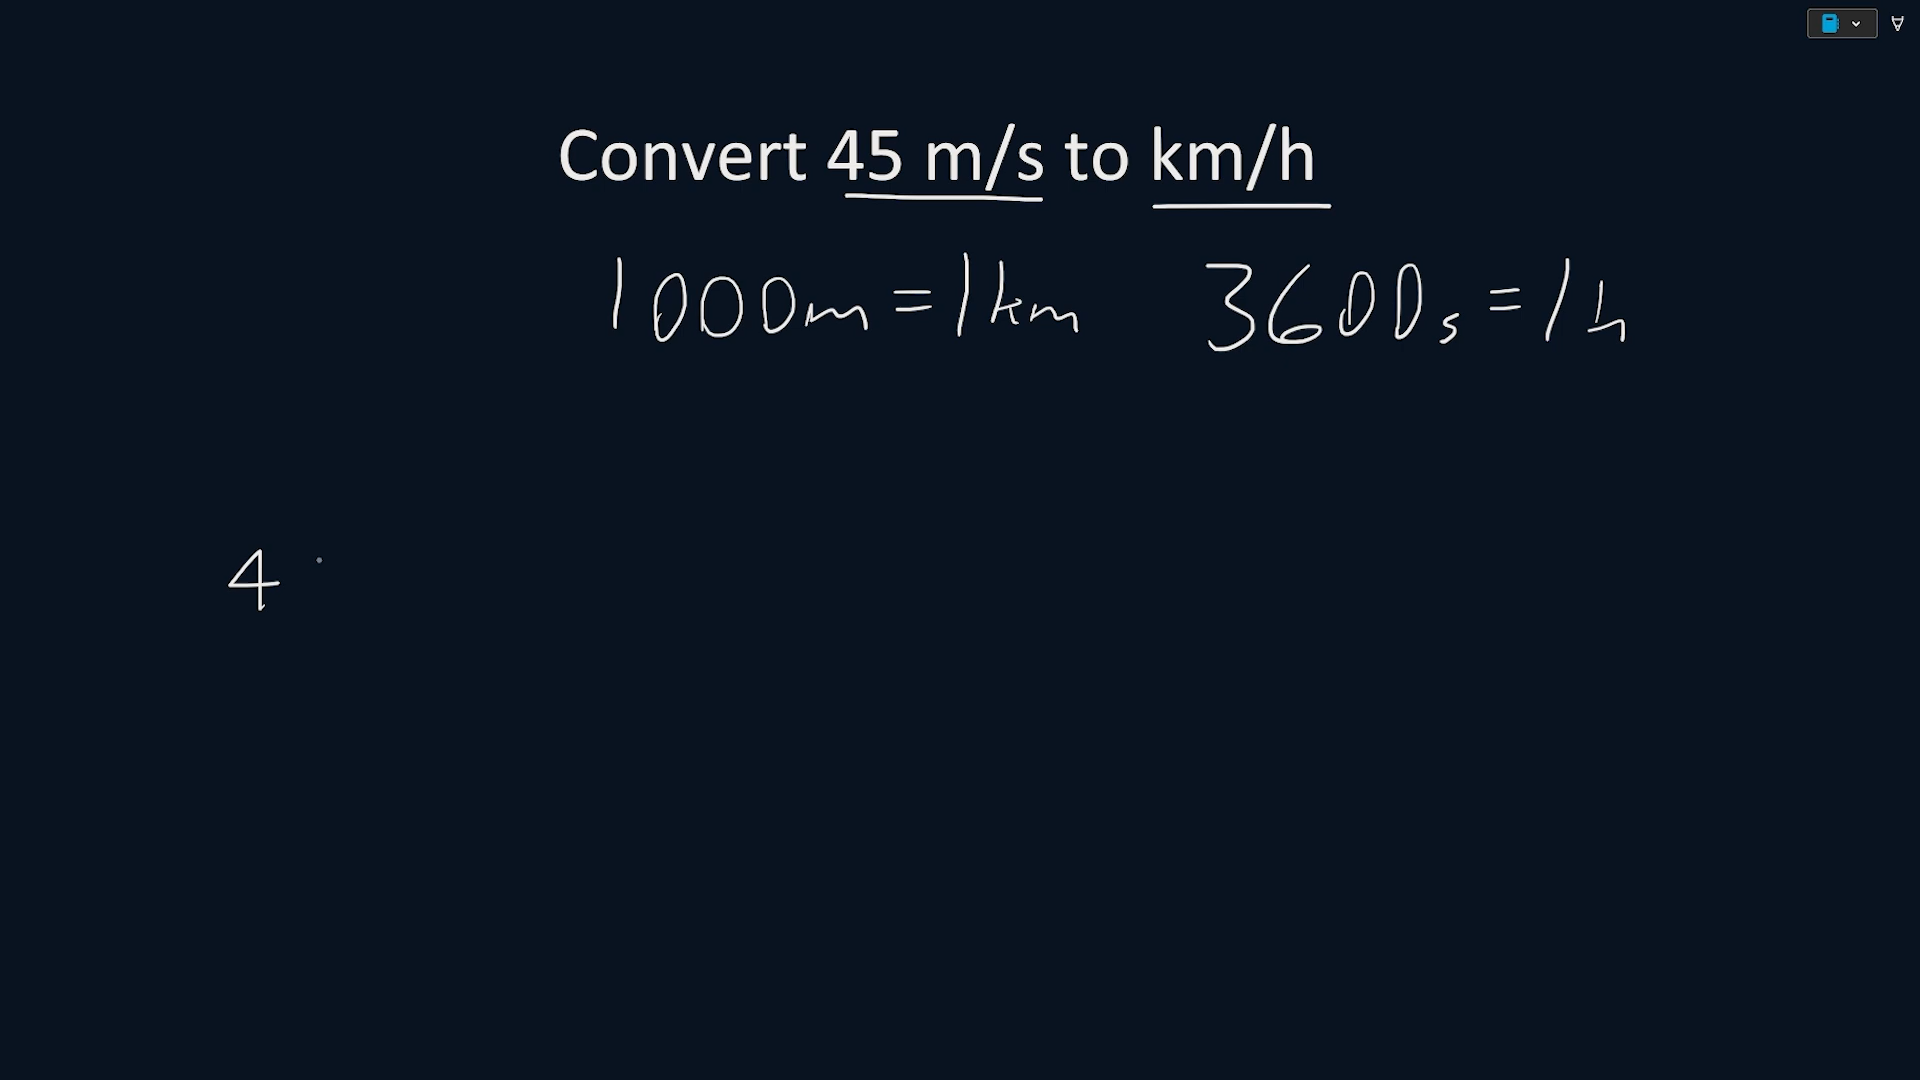 Convert 45 m/s to km/h
1000m = 1km 3600s = 1h
4